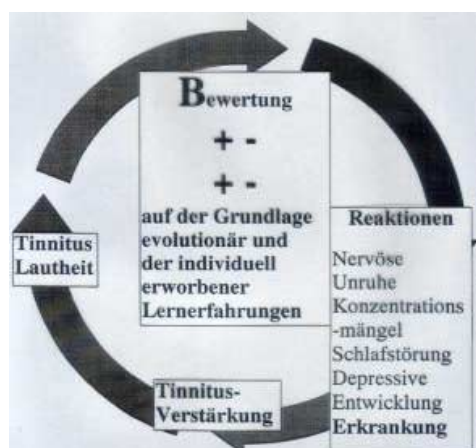 Bewertung
+ -
+ -
auf der Grundlage
evolutionär und
der individuell
erworbener
Lernerfahrungen
Reaktionen
Nervöse
Unruhe
Konzentrations
-mängel
Schlafstörung
Depressive
Entwicklung
Erkrankung
Tinnitus-
Verstärkung
Tinnitus
Lautheit